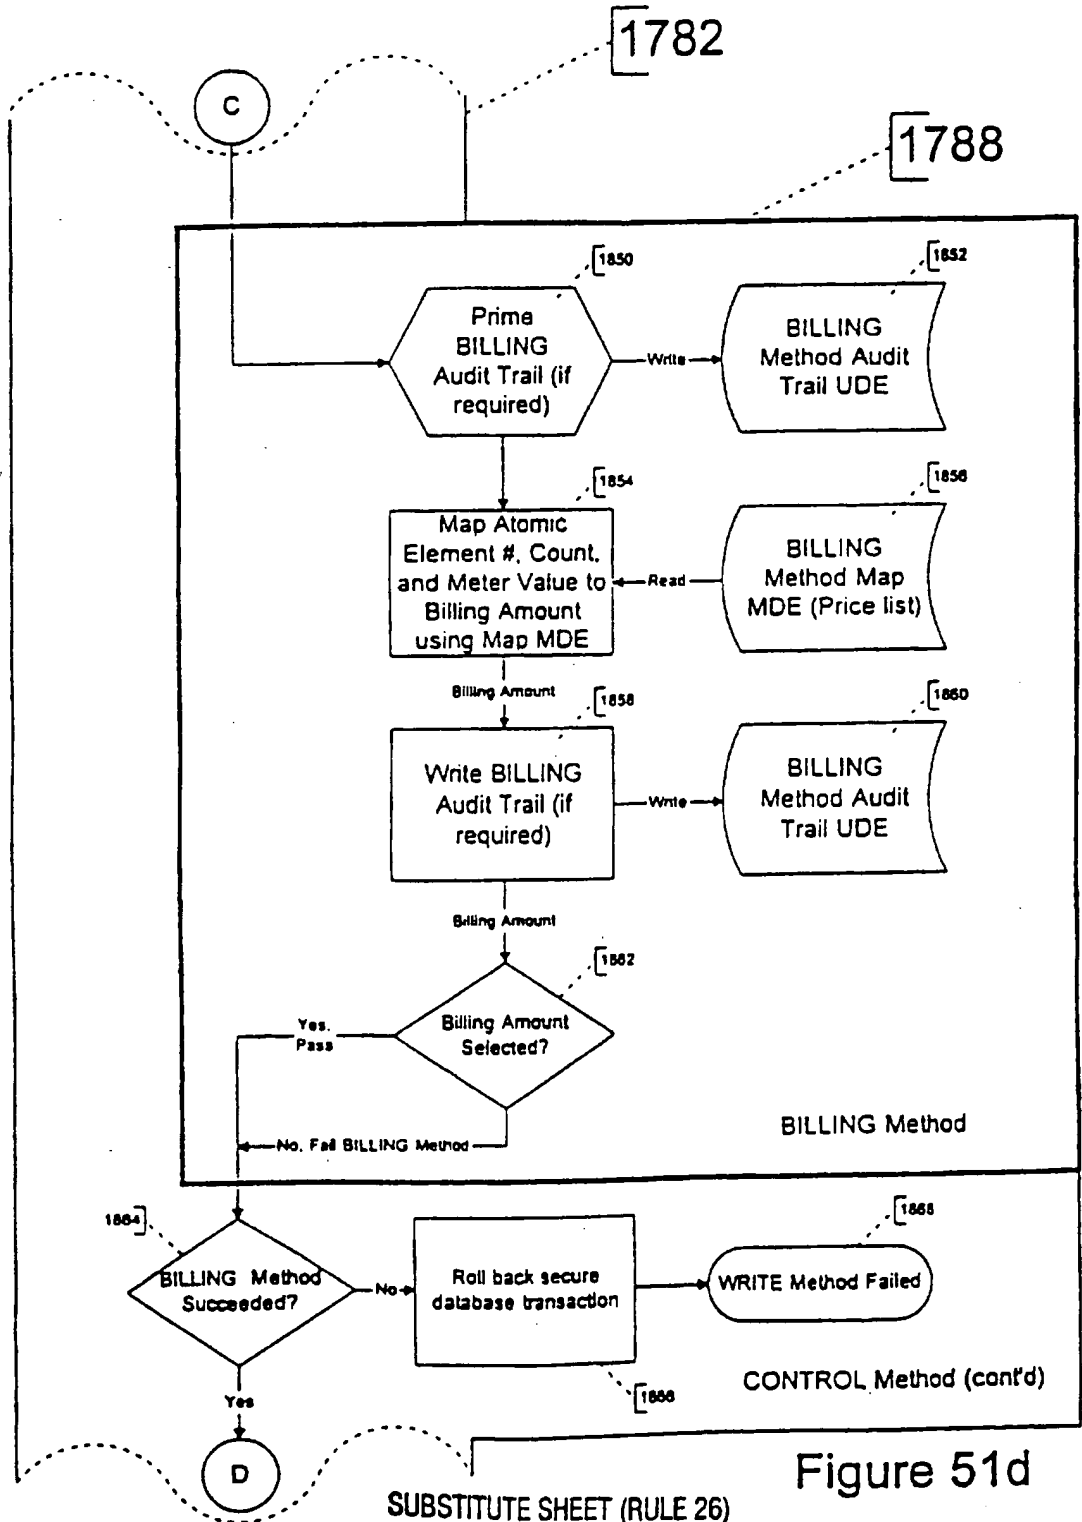 1782
C
1788
1850
1852
Prime
BILLING
Audit Trail (if
required)
Write
BILLING
Method Audit
Trail UDE
1854
1856
Map Atomic
Element #, Count,
and Meter Value to
Billing Amount
using Map MDE
Read
BILLING
Method Map
MDE (Price list)
Billing Amount
1858
1860
Write BILLING
Audit Trail (if
required)
Write
BILLING
Method Audit
Trail UDE
Billing Amount
1862
Billing Amount
Selected?
Yes,
Pass
No, Fail BILLING Method
BILLING Method
1864
BILLING Method
Succeeded?
No
Roll back secure
database transaction
1868
WRITE Method Failed
1866
CONTROL Method (cont'd)
Yes
D
Figure 51d
SUBSTITUTE SHEET (RULE 26)